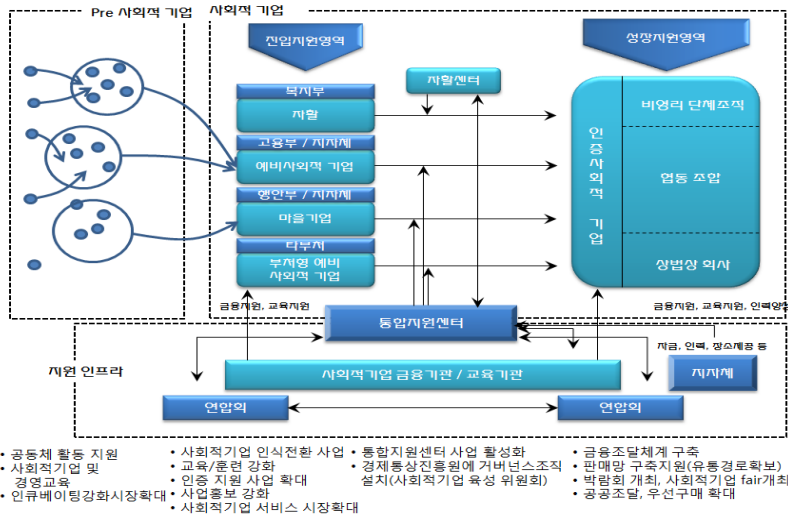 Pre 사회적 기업
사회적 기업
진입지원영역
성장지원영역
자활센터
복지부
자활
고용부 / 지자체
예비사회적 기업
행안부 / 지자체
마을기업
타부처
부처형 예비
사회적 기업
인증사회적 기업
비영리 단체조직
협동 조합
상법상 회사
금융지원, 교육지원
금융지원, 교육지원, 인력양
통합지원센터
자금, 인력, 장소제공 등
지원 인프라
사회적기업 금융기관 / 교육기관
지자체
연합회
연합회
• 공동체 활동 지원
• 사회적기업 및
경영교육
• 인큐베이팅강화시장확대
• 사회적기업 인식전환 사업
• 교육/훈련 강화
• 인증 지원 사업 확대
• 사업홍보 강화
• 사회적기업 서비스 시장확대
• 통합지원센터 사업 활성화
• 경제통상진흥원에 거버넌스조직
설치(사회적기업 육성 위원회)
• 금융조달체계 구축
• 판매망 구축지원(유통경로확보)
• 박람회 개최, 사회적기업 fair개최
• 공공조달, 우선구매 확대